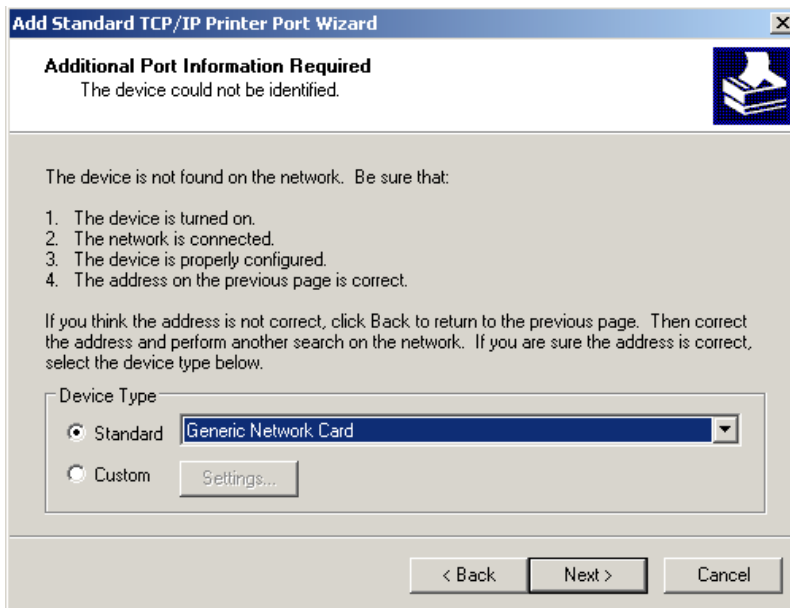 Add Standard TCP/IP Printer Port Wizard
Additional Port Information Required
The device could not be identified.
The device is not found on the network. Be sure that:
1. The device is turned on.
2. The network is connected.
3. The device is properly configured.
4. The address on the previous page is correct.
If you think the address is not correct, click Back to return to the previous page. Then correct
the address and perform another search on the network. If you are sure the address is correct,
select the device type below.
Device Type
Standard Generic Network Card
Custom Settings...
< Back Next > Cancel